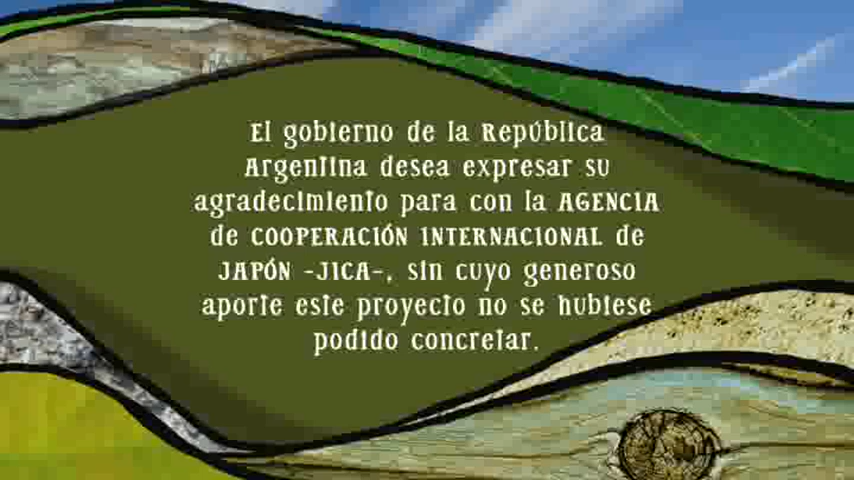 El gobierno de la República
Argentina desea expresar su
agradecimiento para con la AGENCIA
de COOPERACIÓN INTERNACIONAL de
JAPÓN -JICA-, sin cuyo generoso
aporte este proyecto no se hubiese
podido concretar.